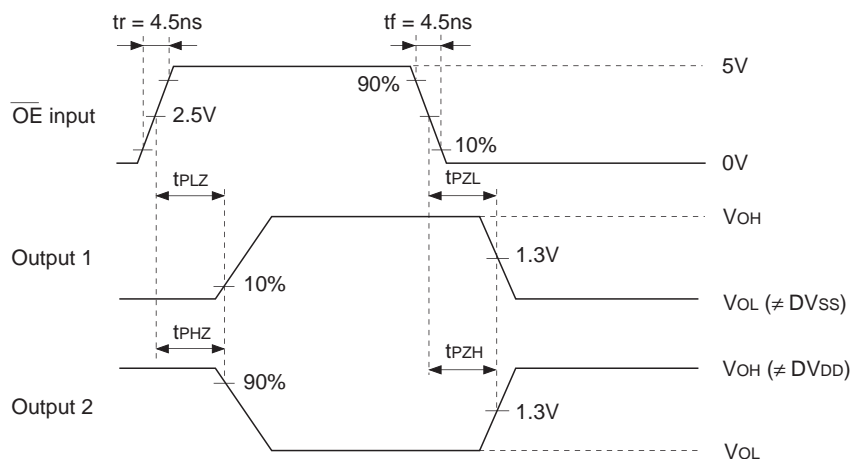 tr = 4.5ns
tf = 4.5ns
5V
90%
O̅E̅ input
2.5V
10%
0V
tPLZ
tPZL
VOH
Output 1
1.3V
10%
VOL (≠ DVSS)
tPHZ
tPZH
VOH (≠ DVDD)
90%
Output 2
1.3V
VOL